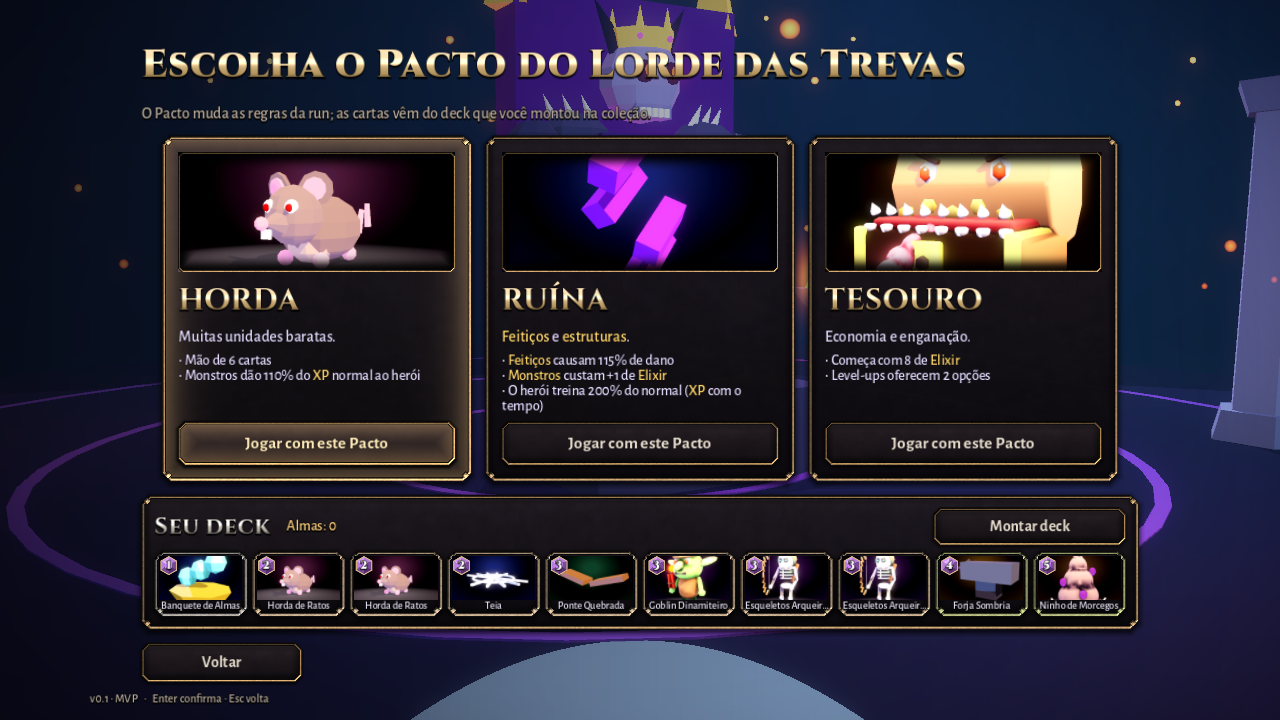 Escolha o Pacto do Lorde das Trevas
O Pacto muda as regras da run; as cartas vêm do deck que você montou na coleção.
HORDA
Muitas unidades baratas.
· Mão de 6 cartas
· Monstros dão 110% do XP normal ao herói
Jogar com este Pacto
RUÍNA
Feitiços e estruturas.
· Feitiços causam 115% de dano
· Monstros custam +1 de Elixir
· O herói treina 200% do normal (XP com o
tempo)
Jogar com este Pacto
TESOURO
Economia e enganação.
· Começa com 8 de Elixir
· Level-ups oferecem 2 opções
Jogar com este Pacto
Seu deck
Almas: 0
Montar deck
1
Banquete de Almas
2
Horda de Ratos
2
Horda de Ratos
2
Teia
3
Ponte Quebrada
3
Goblin Dinamiteiro
3
Esqueletos Arqueir...
3
Esqueletos Arqueir...
4
Forja Sombria
5
Ninho de Morcegos
Voltar
v0.1 · MVP · Enter confirma · Esc volta